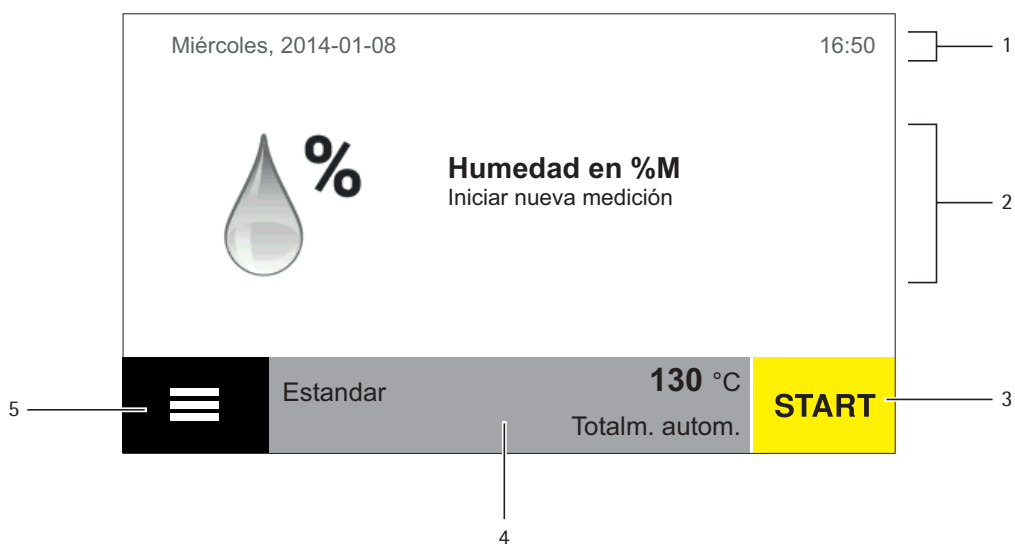 Miércoles, 2014-01-08 16:50 1
%
Humedad en %M
Iniciar nueva medición
2
Estandar 130 °C
Totalm. autom.
START
3
5
4